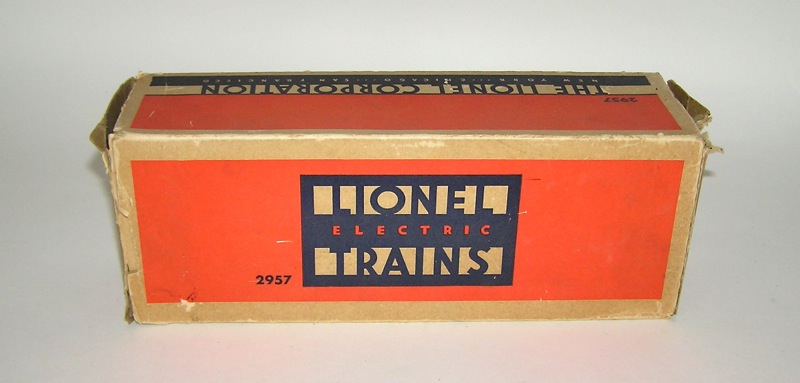 NEW YORK CHICAGO SAN FRANCISCO
THE LIONEL CORPORATION
2957
LIONEL
ELECTRIC
TRAINS
2957